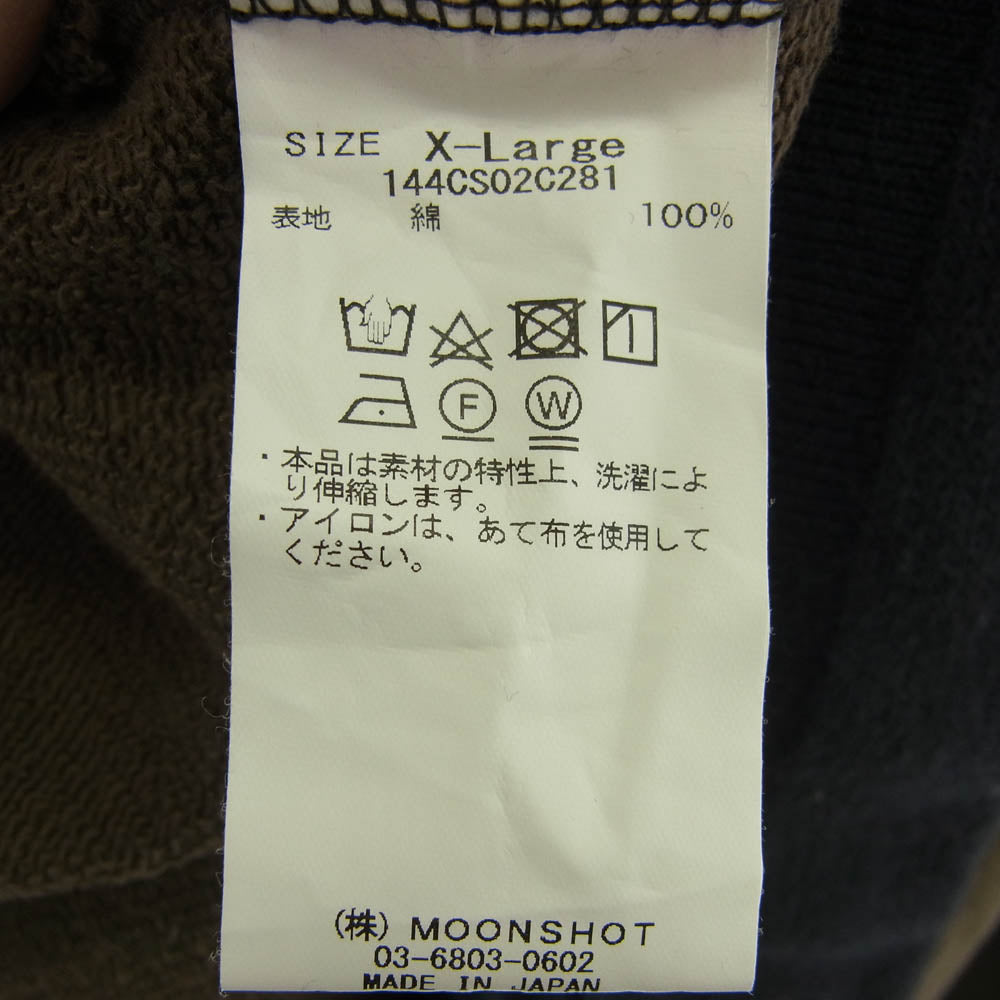 SIZE X-Large
144CS02C281
表地 綿 100%
F W
・本品は素材の特性上、洗濯によ
り伸縮します。
・アイロンは、あて布を使用して
ください。
(株) MOONSHOT
03-6803-0602
MADE IN JAPAN